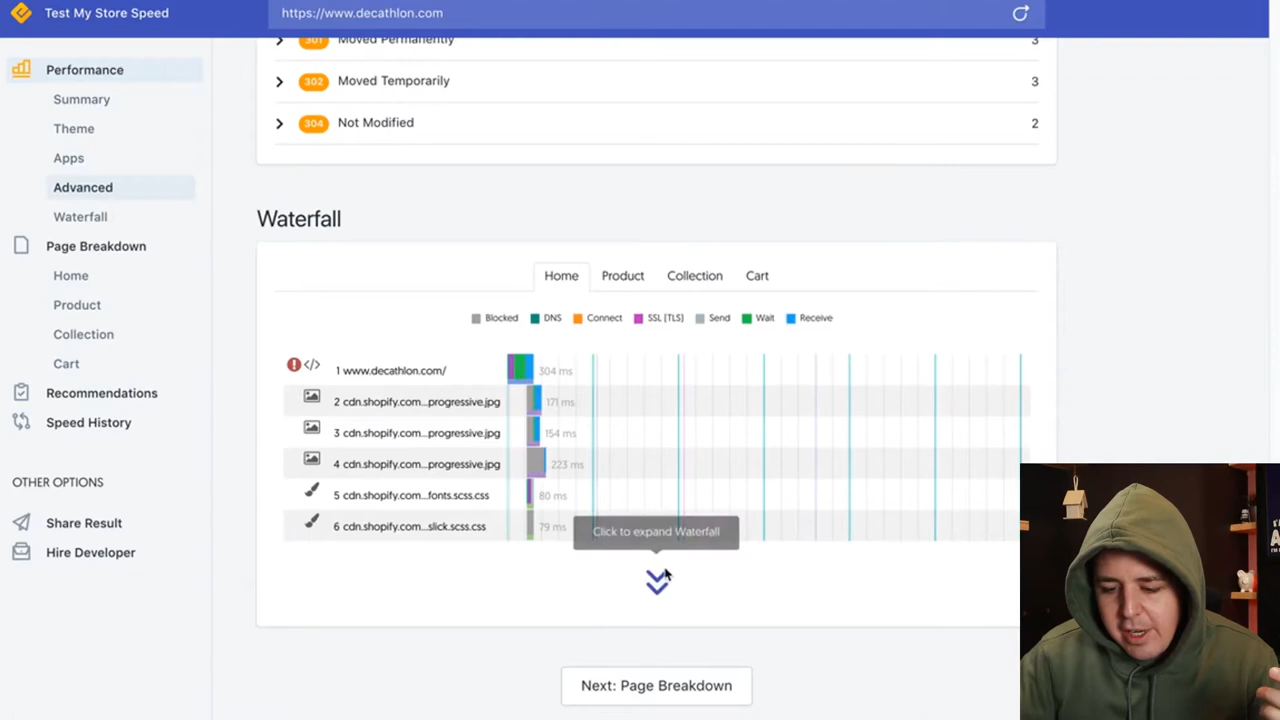 Test My Store Speed
https://www.decathlon.com
Performance
Summary
Theme
Apps
Advanced
Waterfall
Page Breakdown
Home
Product
Collection
Cart
Recommendations
Speed History
OTHER OPTIONS
Share Result
Hire Developer
301 Moved Permanently 3
302 Moved Temporarily 3
304 Not Modified 2
Waterfall
Home Product Collection Cart
Blocked DNS Connect SSL [TLS] Send Wait Receive
1 www.decathlon.com/ 304 ms
2 cdn.shopify.com...progressive.jpg 171 ms
3 cdn.shopify.com...progressive.jpg 154 ms
4 cdn.shopify.com...progressive.jpg 223 ms
5 cdn.shopify.com...fonts.scss.css 80 ms
6 cdn.shopify.com...slick.scss.css 79 ms
Click to expand Waterfall
Next: Page Breakdown